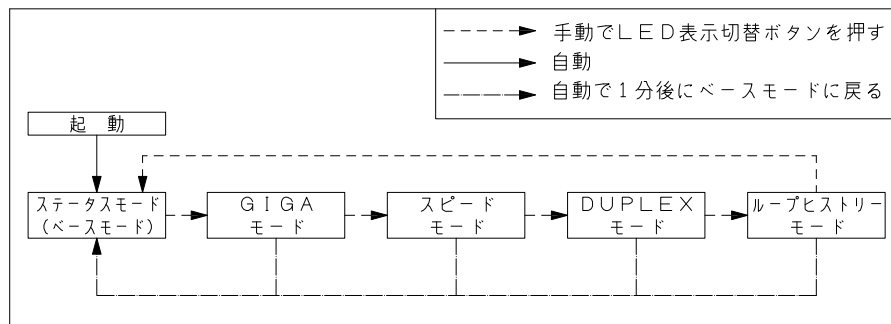 手動でＬＥＤ表示切替ボタンを押す
自動
自動で１分後にベースモードに戻る
起　動
ステータスモード
（ベースモード）
ＧＩＧＡ
モード
スピード
モード
ＤＵＰＬＥＸ
モード
ループヒストリー
モード